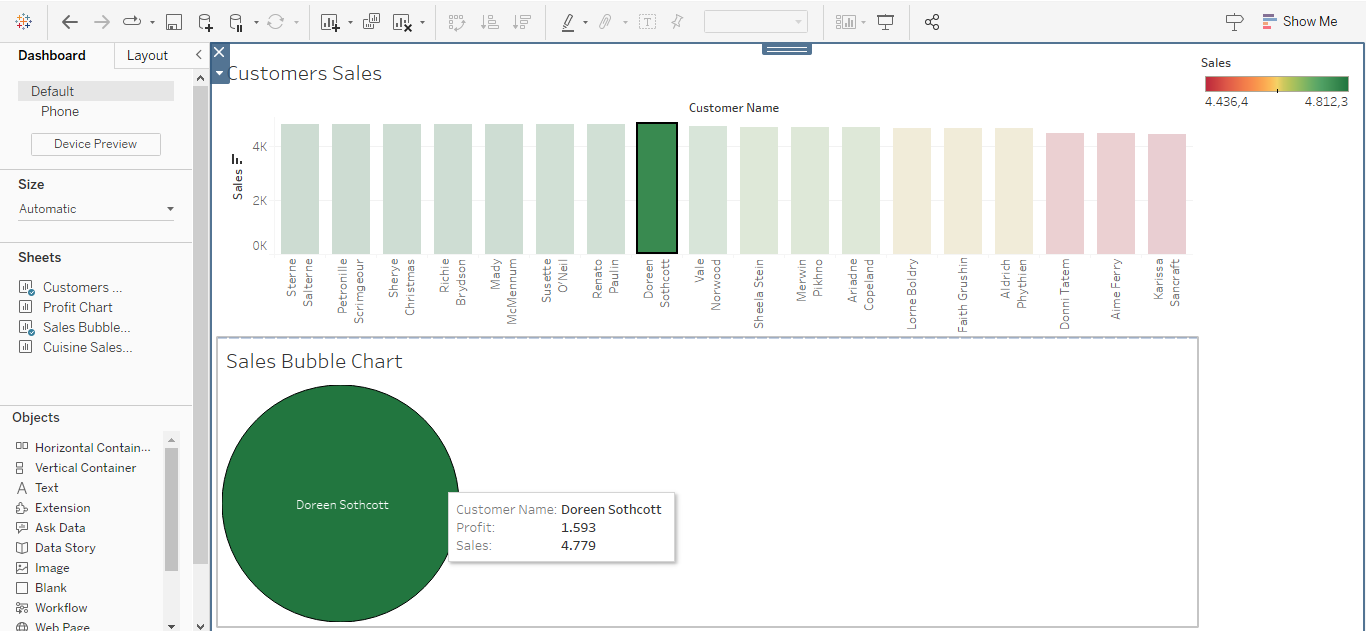 Show Me
Dashboard
Layout
Default
Phone
Device Preview
Size
Automatic
Sheets
Customers ...
Profit Chart
Sales Bubble...
Cuisine Sales...
Objects
Horizontal Contain...
Vertical Container
Text
Extension
Ask Data
Data Story
Image
Blank
Workflow
Web Page
Customers Sales
Customer Name
Sales
4K
2K
0K
Sterne Salterne
Petronille Scrimgeour
Sherye Christmas
Richie Brydson
Mady McMennum
Susette O'Neil
Renato Paulin
Doreen Sothcott
Vale Norwood
Sheela Stein
Merwin Pikhno
Ariadne Copeland
Lorne Boldry
Faith Grushin
Aldrich Phythien
Donni Tatem
Aime Ferry
Karissa Sancraft
Sales
4.436,4
4.812,3
Sales Bubble Chart
Doreen Sothcott
Customer Name: Doreen Sothcott
Profit: 1.593
Sales: 4.779